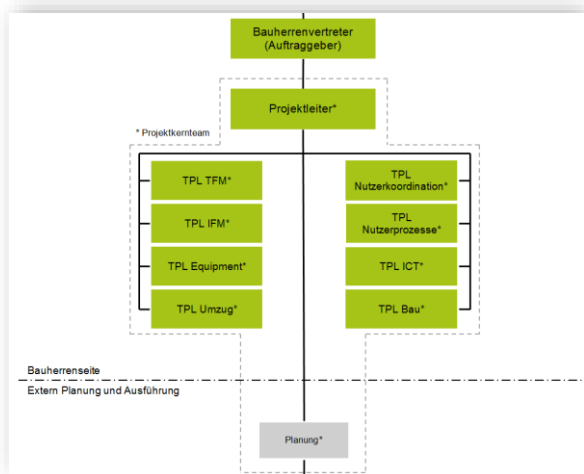 Bauherrenvertreter
(Auftraggeber)
Projektleiter*
* Projektkernteam
TPL TFM*
TPL
Nutzerkoordination*
TPL IFM*
TPL
Nutzerprozesse*
TPL Equipment*
TPL ICT*
TPL Umzug*
TPL Bau*
Bauherrenseite
Extern Planung und Ausführung
Planung*